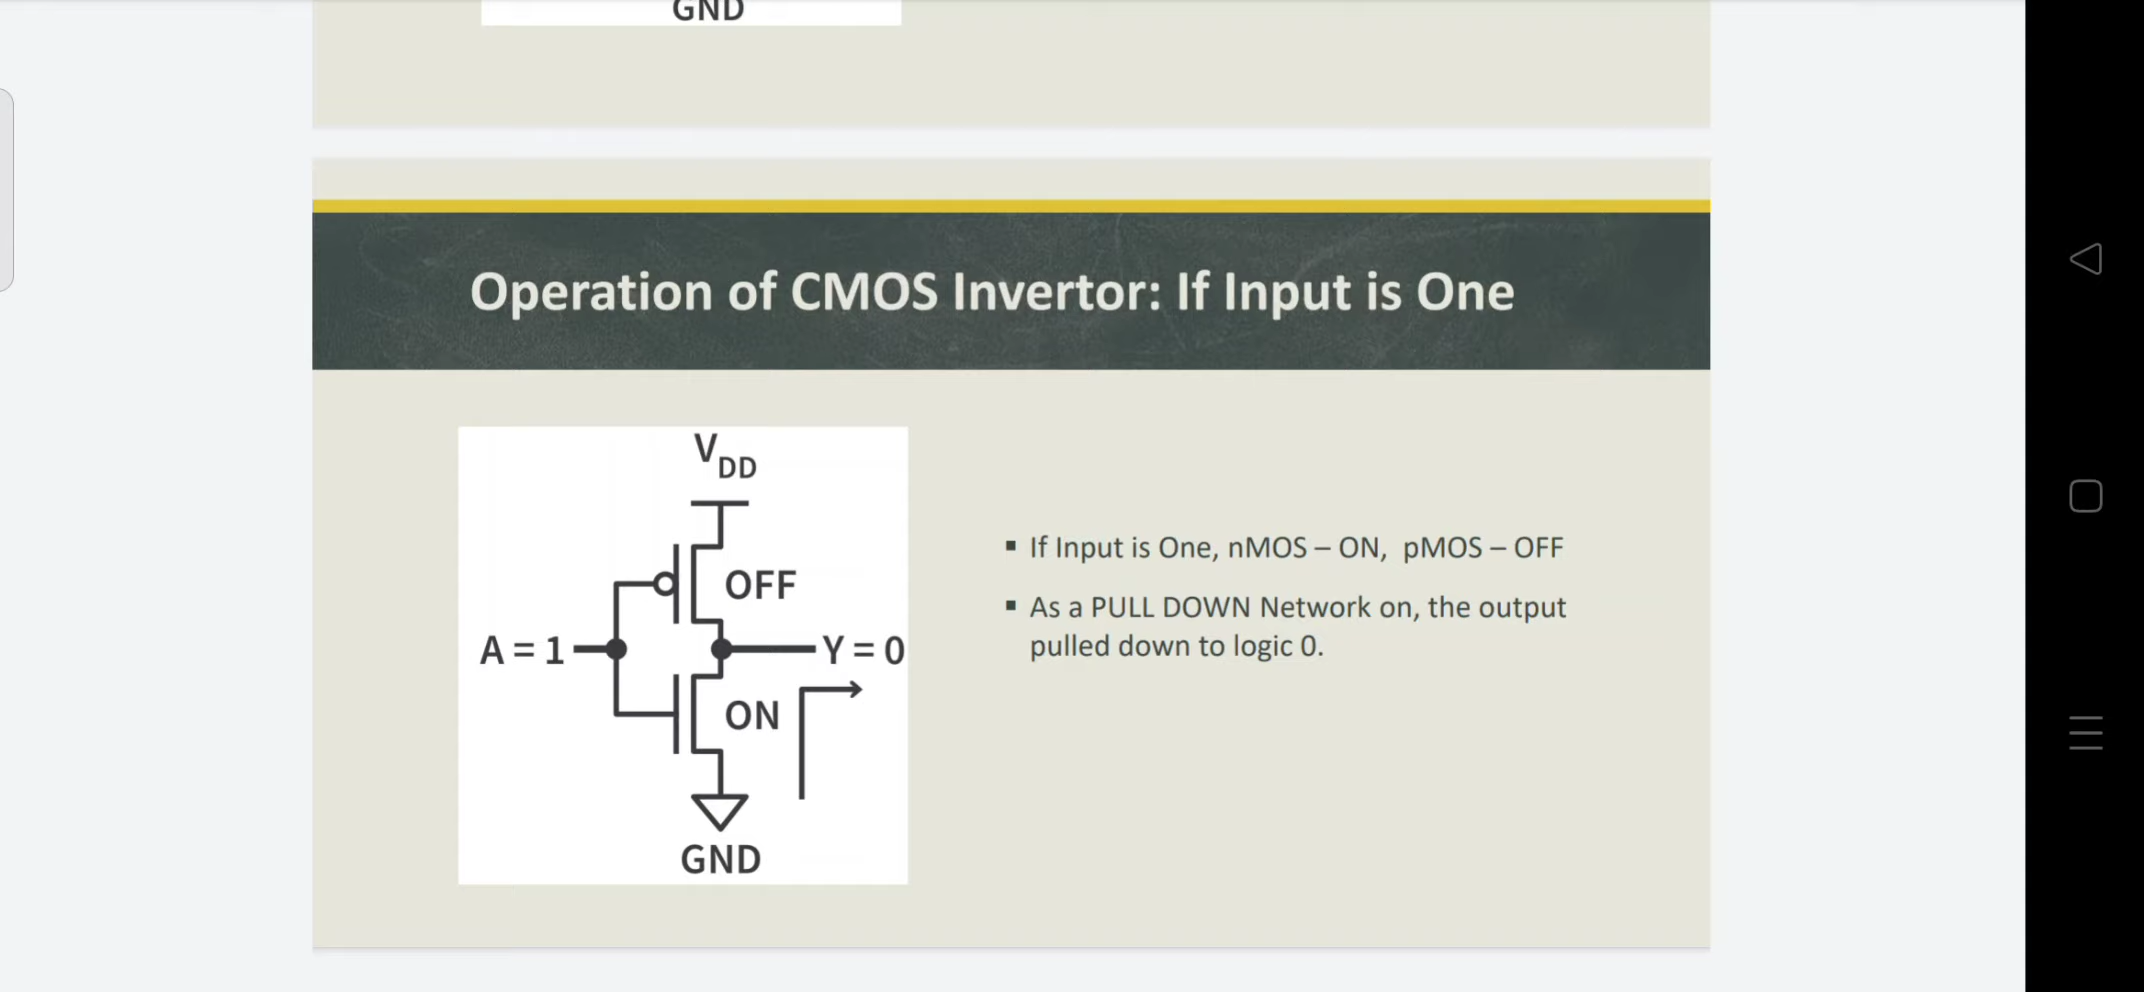 GND
Operation of CMOS Invertor: If Input is One
VDD
OFF
A = 1
Y = 0
ON
GND
▪ If Input is One, nMOS – ON, pMOS – OFF
▪ As a PULL DOWN Network on, the output
pulled down to logic 0.